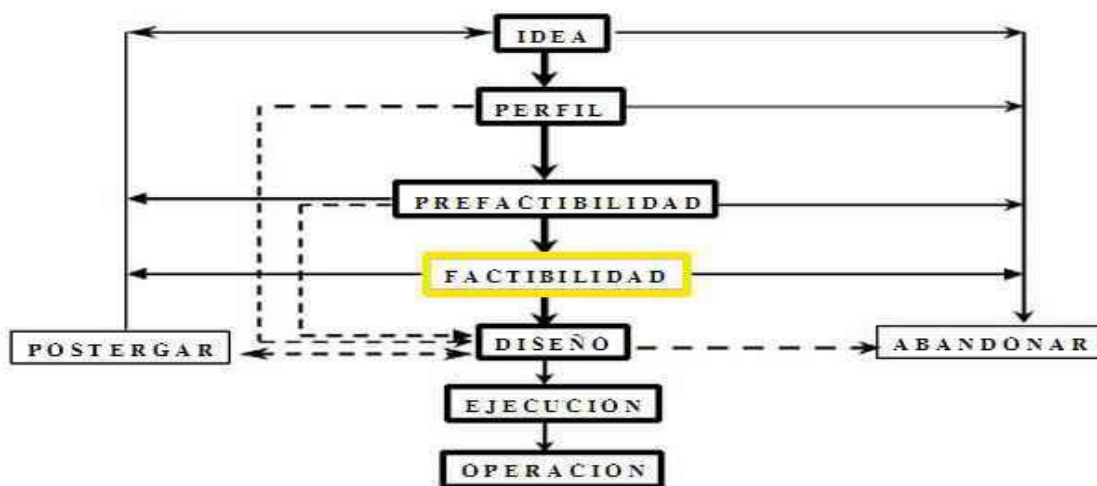 IDEA
PERFIL
PREFACTIBILIDAD
FACTIBILIDAD
POSTERGAR
DISEÑO
ABANDONAR
EJECUCION
OPERACION